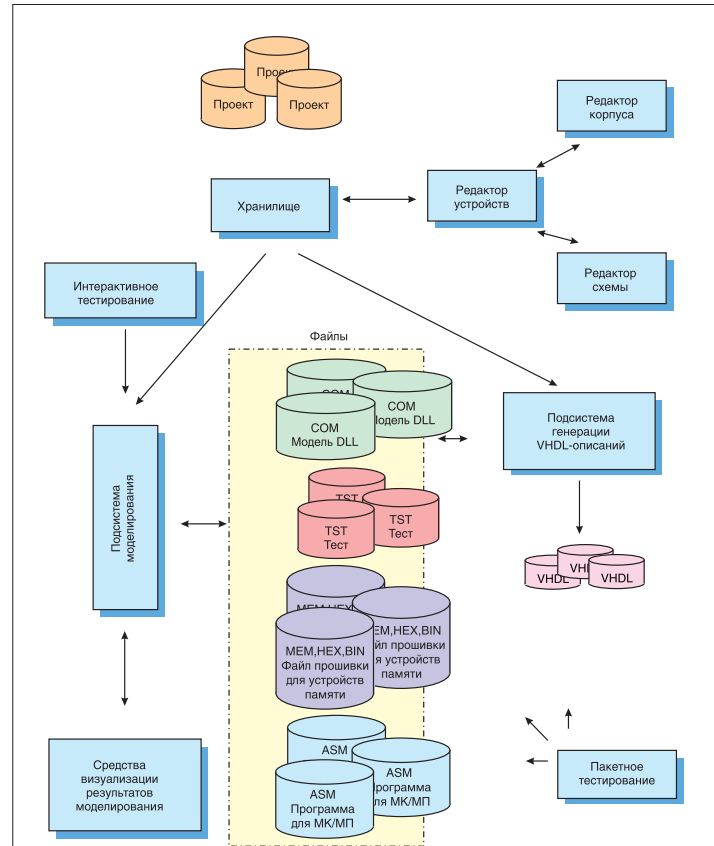 Проект
Проект
Проект
Редактор
корпуса
Хранилище
Редактор
устройств
Редактор
схемы
Интерактивное
тестирование
Файлы
COM
COM
Модель DLL
COM
Модель DLL
Подсистема
генерации
VHDL-описаний
Подсистема
моделирования
TST
TST
Тест
TST
Тест
VHDL
VHDL
VHDL
MEM,HEX,
MEM,HEX,BIN
Файл прошивки
для устройств
памяти
MEM,HEX,BIN
файл прошивки
для устройств
памяти
Средства
визуализации
результатов
моделирования
ASM
ASM
Программа
для МК/МП
ASM
Программа
для МК/МП
Пакетное
тестирование